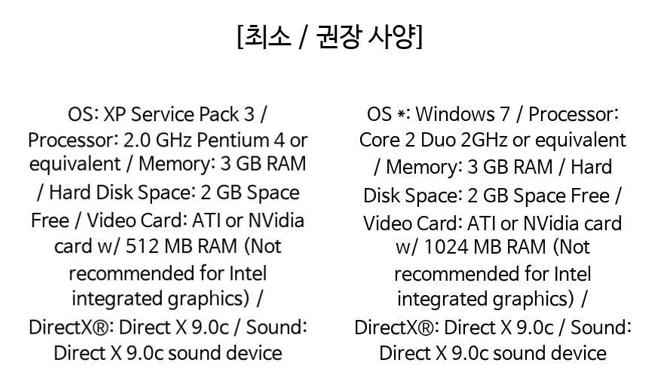 [최소 / 권장 사양]
OS: XP Service Pack 3 /
Processor: 2.0 GHz Pentium 4 or
equivalent / Memory: 3 GB RAM
/ Hard Disk Space: 2 GB Space
Free / Video Card: ATI or NVidia
card w/ 512 MB RAM (Not
recommended for Intel
integrated graphics) /
DirectX®: Direct X 9.0c / Sound:
Direct X 9.0c sound device
OS *: Windows 7 / Processor:
Core 2 Duo 2GHz or equivalent
/ Memory: 3 GB RAM / Hard
Disk Space: 2 GB Space Free /
Video Card: ATI or NVidia card
w/ 1024 MB RAM (Not
recommended for Intel
integrated graphics) /
DirectX®: Direct X 9.0c / Sound:
Direct X 9.0c sound device